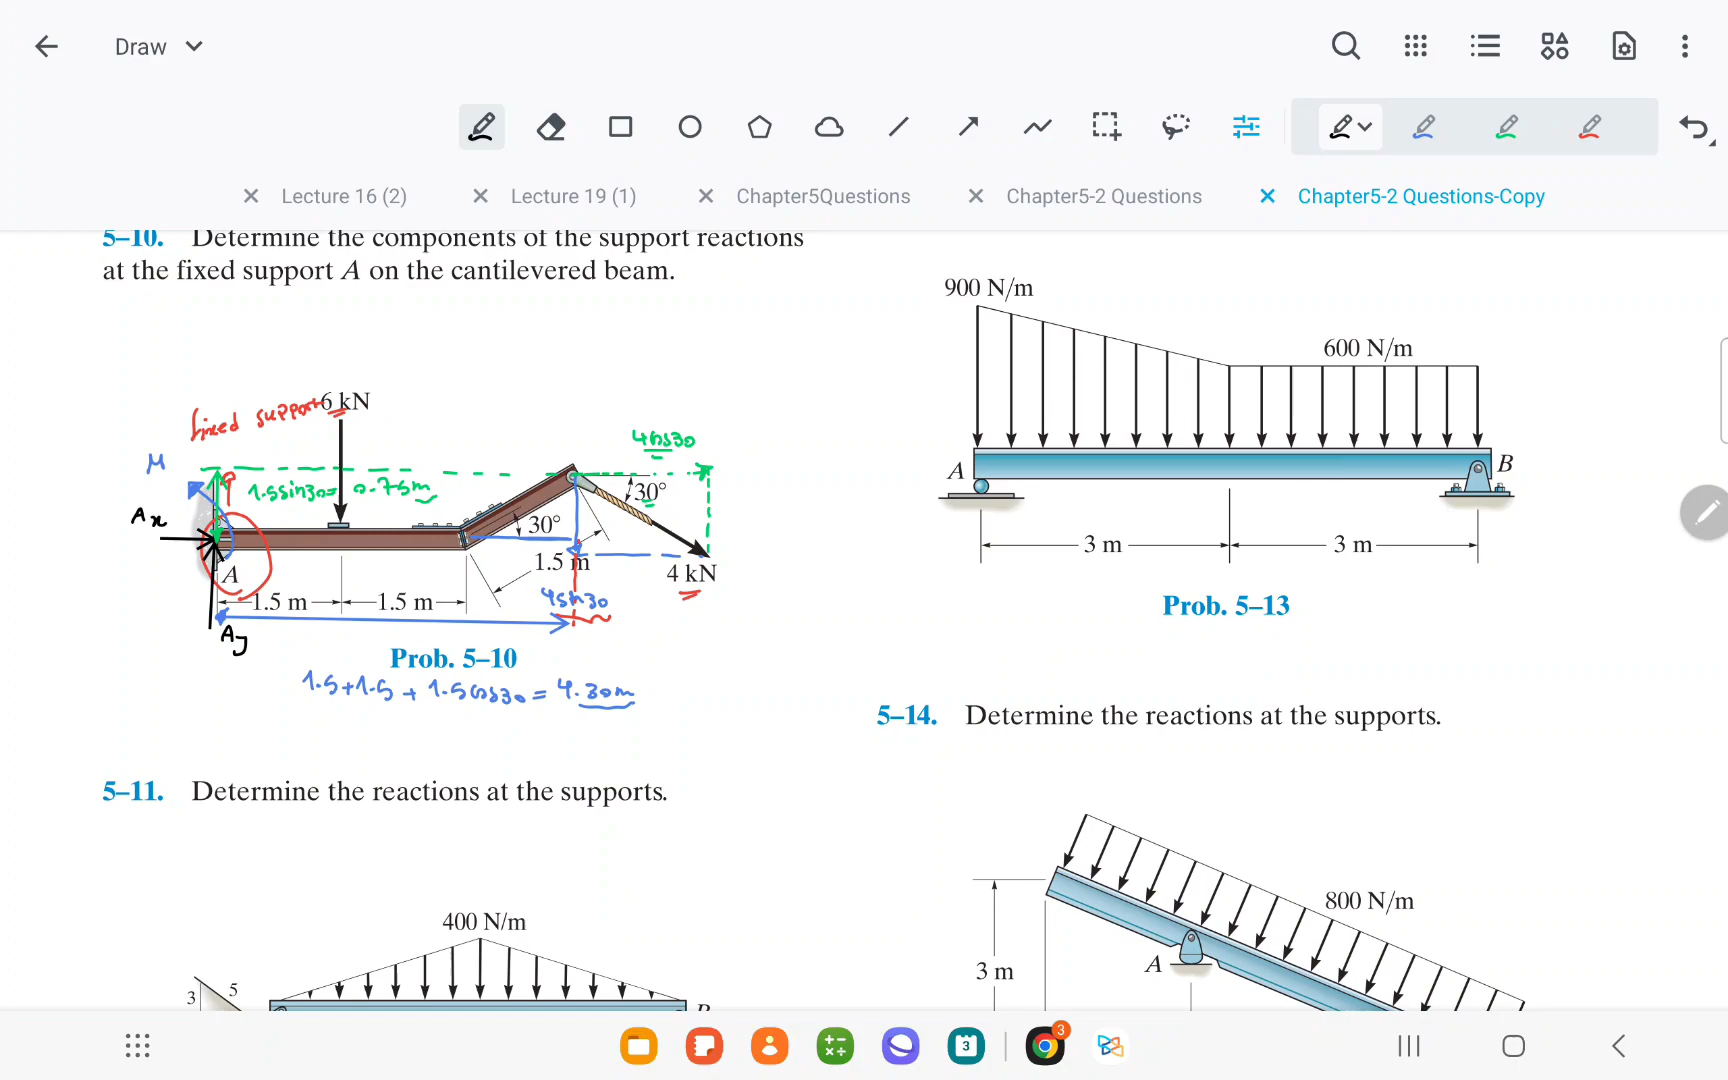 Draw
Lecture 16 (2)
Lecture 19 (1)
Chapter5Questions
Chapter5-2 Questions
Chapter5-2 Questions-Copy
5–10. Determine the components of the support reactions
at the fixed support A on the cantilevered beam.
fixed support
6 kN
4cos30
M
1.5sin30= 0.75m
30°
Ax
30°
A
1.5 m
4 kN
1.5 m
1.5 m
4sin30
Ay
Prob. 5–10
1.5+1.5 + 1.5cos30 = 4.30m
5–11. Determine the reactions at the supports.
400 N/m
3
5
900 N/m
600 N/m
A
B
3 m
3 m
Prob. 5–13
5–14. Determine the reactions at the supports.
800 N/m
A
3 m
3
3